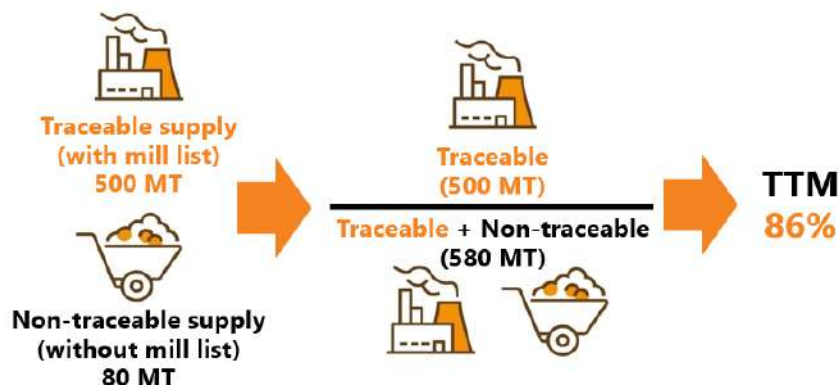 Traceable supply
(with mill list)
500 MT
Non-traceable supply
(without mill list)
80 MT
Traceable
(500 MT)
Traceable + Non-traceable
(580 MT)
TTM
86%